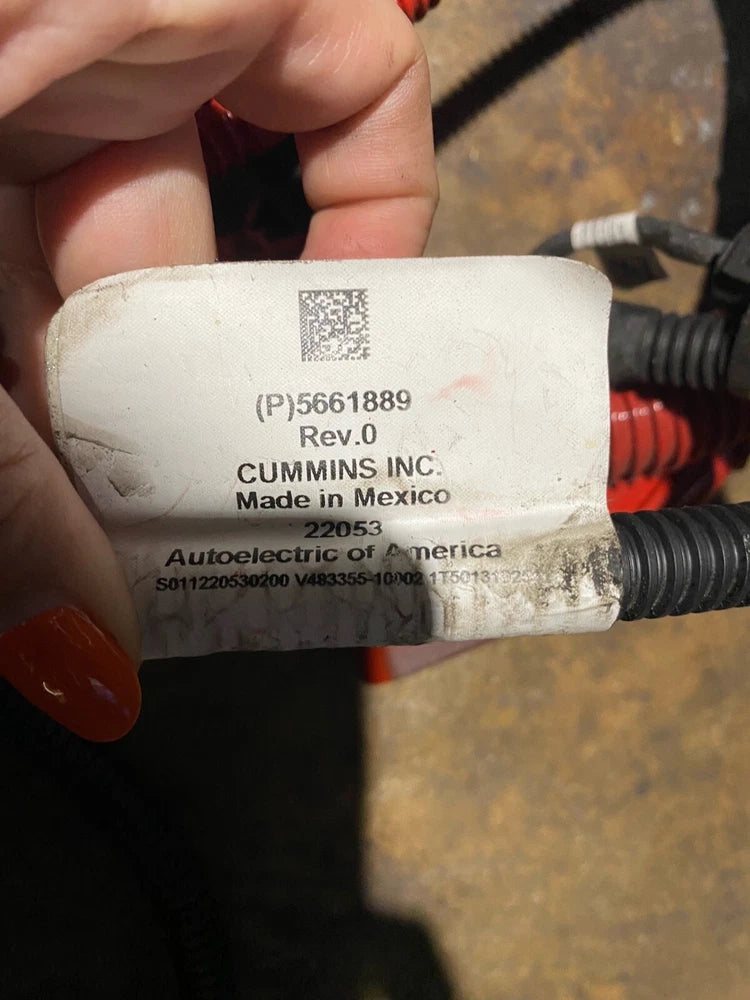 (P)5661889
Rev.0
CUMMINS INC.
Made in Mexico
22053
Autoelectric of America
S011220530200 V483355-10002